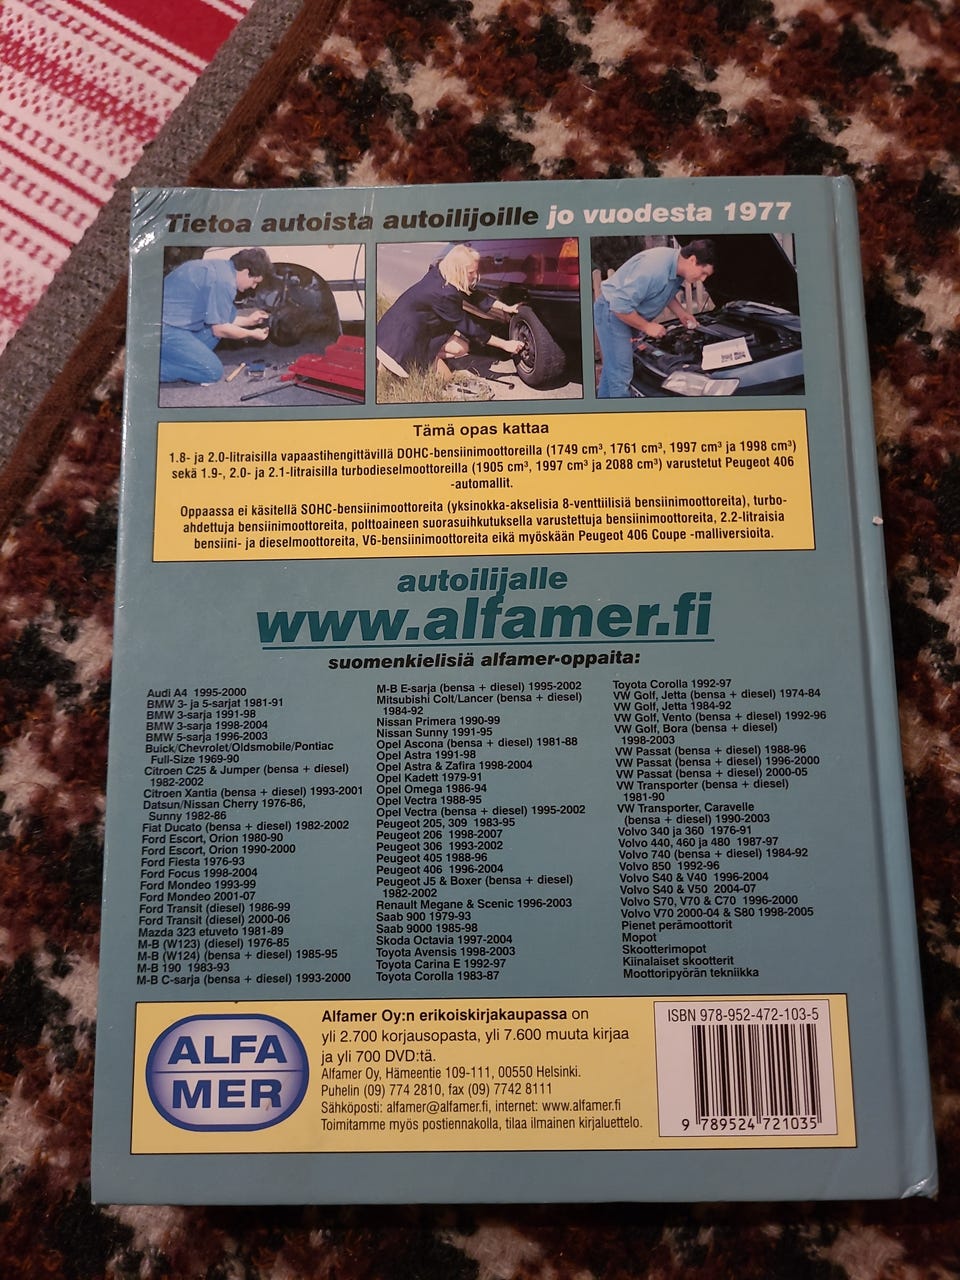 Tietoa autoista autoilijoille jo vuodesta 1977
Tämä opas kattaa
1.8- ja 2.0-litraisilla vapaastihengittävillä DOHC-bensiinimoottoreilla (1749 cm³, 1761 cm³, 1997 cm³ ja 1998 cm³)
sekä 1.9-, 2.0- ja 2.1-litraisilla turbodieselmoottoreilla (1905 cm³, 1997 cm³ ja 2088 cm³) varustetut Peugeot 406
-automallit.
Oppaassa ei käsitellä SOHC-bensiinimoottoreita (yksinokka-akselisia 8-venttiilisiä bensiinimoottoreita), turbo-
ahdettuja bensiinimoottoreita, polttoaineen suorasuihkutuksella varustettuja bensiinimoottoreita, 2.2-litraisia
bensiini- ja dieselmoottoreita, V6-bensiinimoottoreita eikä myöskään Peugeot 406 Coupe -malliversioita.
autoilijalle
www.alfamer.fi
suomenkielisiä alfamer-oppaita:
Audi A4 1995-2000
BMW 3- ja 5-sarjat 1981-91
BMW 3-sarja 1991-98
BMW 3-sarja 1998-2004
BMW 5-sarja 1996-2003
Buick/Chevrolet/Oldsmobile/Pontiac
Full-Size 1969-90
Citroen C25 & Jumper (bensa + diesel)
1982-2002
Citroen Xantia (bensa + diesel) 1993-2001
Datsun/Nissan Cherry 1976-86,
Sunny 1982-86
Fiat Ducato (bensa + diesel) 1982-2002
Ford Escort, Orion 1980-90
Ford Escort, Orion 1990-2000
Ford Fiesta 1976-93
Ford Focus 1998-2004
Ford Mondeo 1993-99
Ford Mondeo 2001-07
Ford Transit (diesel) 1986-99
Ford Transit (diesel) 2000-06
Mazda 323 etuveto 1981-89
M-B (W123) (diesel) 1976-85
M-B (W124) (bensa + diesel) 1985-95
M-B 190 1983-93
M-B C-sarja (bensa + diesel) 1993-2000
M-B E-sarja (bensa + diesel) 1995-2002
Mitsubishi Colt/Lancer (bensa + diesel)
1984-92
Nissan Primera 1990-99
Nissan Sunny 1991-95
Opel Ascona (bensa + diesel) 1981-88
Opel Astra 1991-98
Opel Astra & Zafira 1998-2004
Opel Kadett 1979-91
Opel Omega 1986-94
Opel Vectra 1988-95
Opel Vectra (bensa + diesel) 1995-2002
Peugeot 205, 309 1983-95
Peugeot 206 1998-2007
Peugeot 306 1993-2002
Peugeot 405 1988-96
Peugeot 406 1996-2004
Peugeot J5 & Boxer (bensa + diesel)
1982-2002
Renault Megane & Scenic 1996-2003
Saab 900 1979-93
Saab 9000 1985-98
Skoda Octavia 1997-2004
Toyota Avensis 1998-2003
Toyota Carina E 1992-97
Toyota Corolla 1983-87
Toyota Corolla 1992-97
VW Golf, Jetta (bensa + diesel) 1974-84
VW Golf, Jetta 1984-92
VW Golf, Vento (bensa + diesel) 1992-96
VW Golf, Bora (bensa + diesel)
1998-2003
VW Passat (bensa + diesel) 1988-96
VW Passat (bensa + diesel) 1996-2000
VW Passat (bensa + diesel) 2000-05
VW Transporter (bensa + diesel)
1981-90
VW Transporter, Caravelle
(bensa + diesel) 1990-2003
Volvo 340 ja 360 1976-91
Volvo 440, 460 ja 480 1987-97
Volvo 740 (bensa + diesel) 1984-92
Volvo 850 1992-96
Volvo S40 & V40 1996-2004
Volvo S40 & V50 2004-07
Volvo S70, V70 & C70 1996-2000
Volvo V70 2000-04 & S80 1998-2005
Pienet perämoottorit
Mopot
Skootterimopot
Kiinalaiset skootterit
Moottoripyörän tekniikka
ALFA
MER
Alfamer Oy:n erikoiskirjakaupassa on
yli 2.700 korjausopasta, yli 7.600 muuta kirjaa
ja yli 700 DVD:tä.
Alfamer Oy, Hämeentie 109-111, 00550 Helsinki.
Puhelin (09) 774 2810, fax (09) 7742 8111
Sähköposti: alfamer@alfamer.fi, internet: www.alfamer.fi
Toimitamme myös postiennakolla, tilaa ilmainen kirjaluettelo.
ISBN 978-952-472-103-5
9 789524 721035